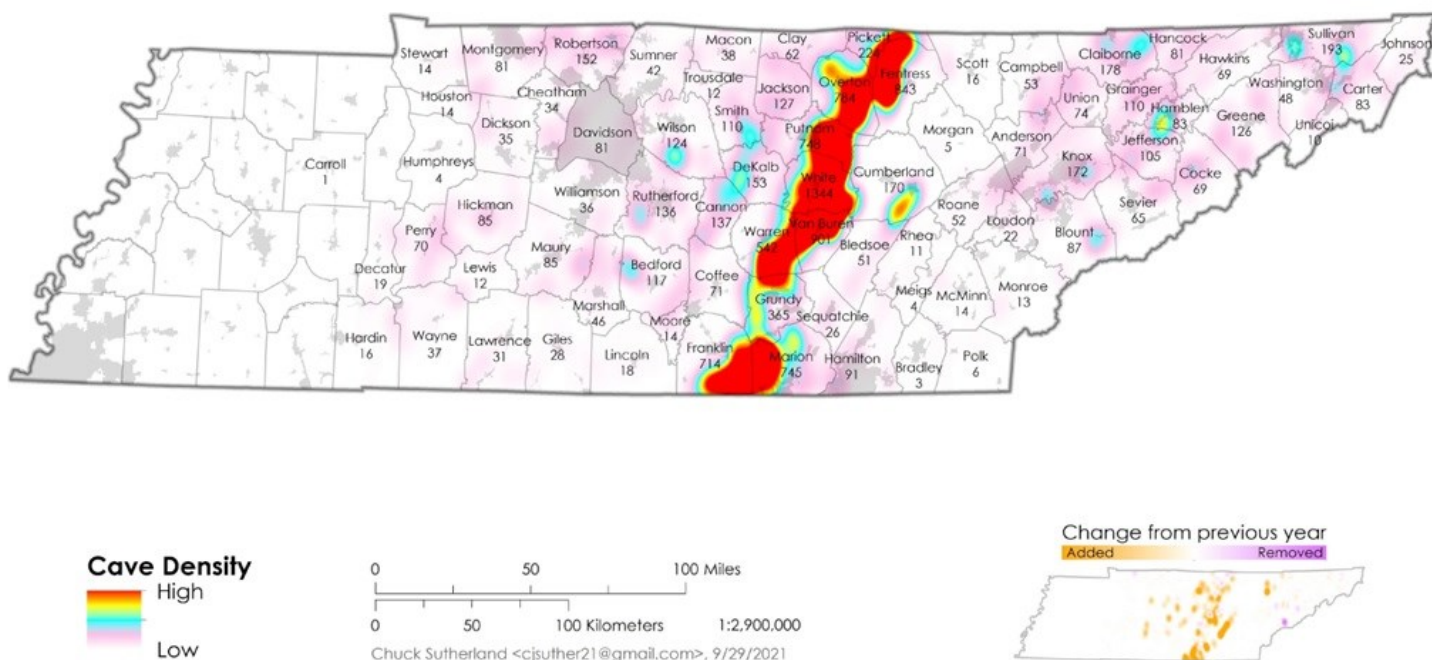 Stewart
14
Montgomery
81
Robertson
152
Sumner
42
Macon
38
Clay
62
Pickett
224
Scott
16
Campbell
53
Claiborne
178
Hancock
81
Hawkins
69
Sullivan
193
Johnson
25
Houston
14
Cheatham
34
Trousdale
12
Jackson
127
Overton
784
Fentress
843
Union
74
Grainger
110
Hamblen
83
Washington
48
Carter
83
Dickson
35
Davidson
81
Wilson
124
Smith
110
Putnam
748
Morgan
5
Anderson
71
Jefferson
105
Greene
126
Unicoi
10
Carroll
1
Humphreys
4
Hickman
85
Williamson
36
Rutherford
136
DeKalb
153
Cannon
137
White
1344
Cumberland
170
Roane
52
Knox
172
Loudon
22
Sevier
65
Cocke
69
Perry
70
Decatur
19
Lewis
12
Maury
85
Bedford
117
Coffee
71
Warren
542
Van Buren
901
Bledsoe
51
Rhea
11
Blount
87
Marshall
46
Moore
14
Grundy
365
Sequatchie
26
Meigs
4
McMinn
14
Monroe
13
Hardin
16
Wayne
37
Lawrence
31
Giles
28
Lincoln
18
Franklin
714
Marion
745
Hamilton
91
Bradley
3
Polk
6
Cave Density
High
Low
0 50 100 Miles
0 50 100 Kilometers 1:2,900,000
Chuck Sutherland <cjsuther21@gmail.com>, 9/29/2021
Change from previous year
Added Removed